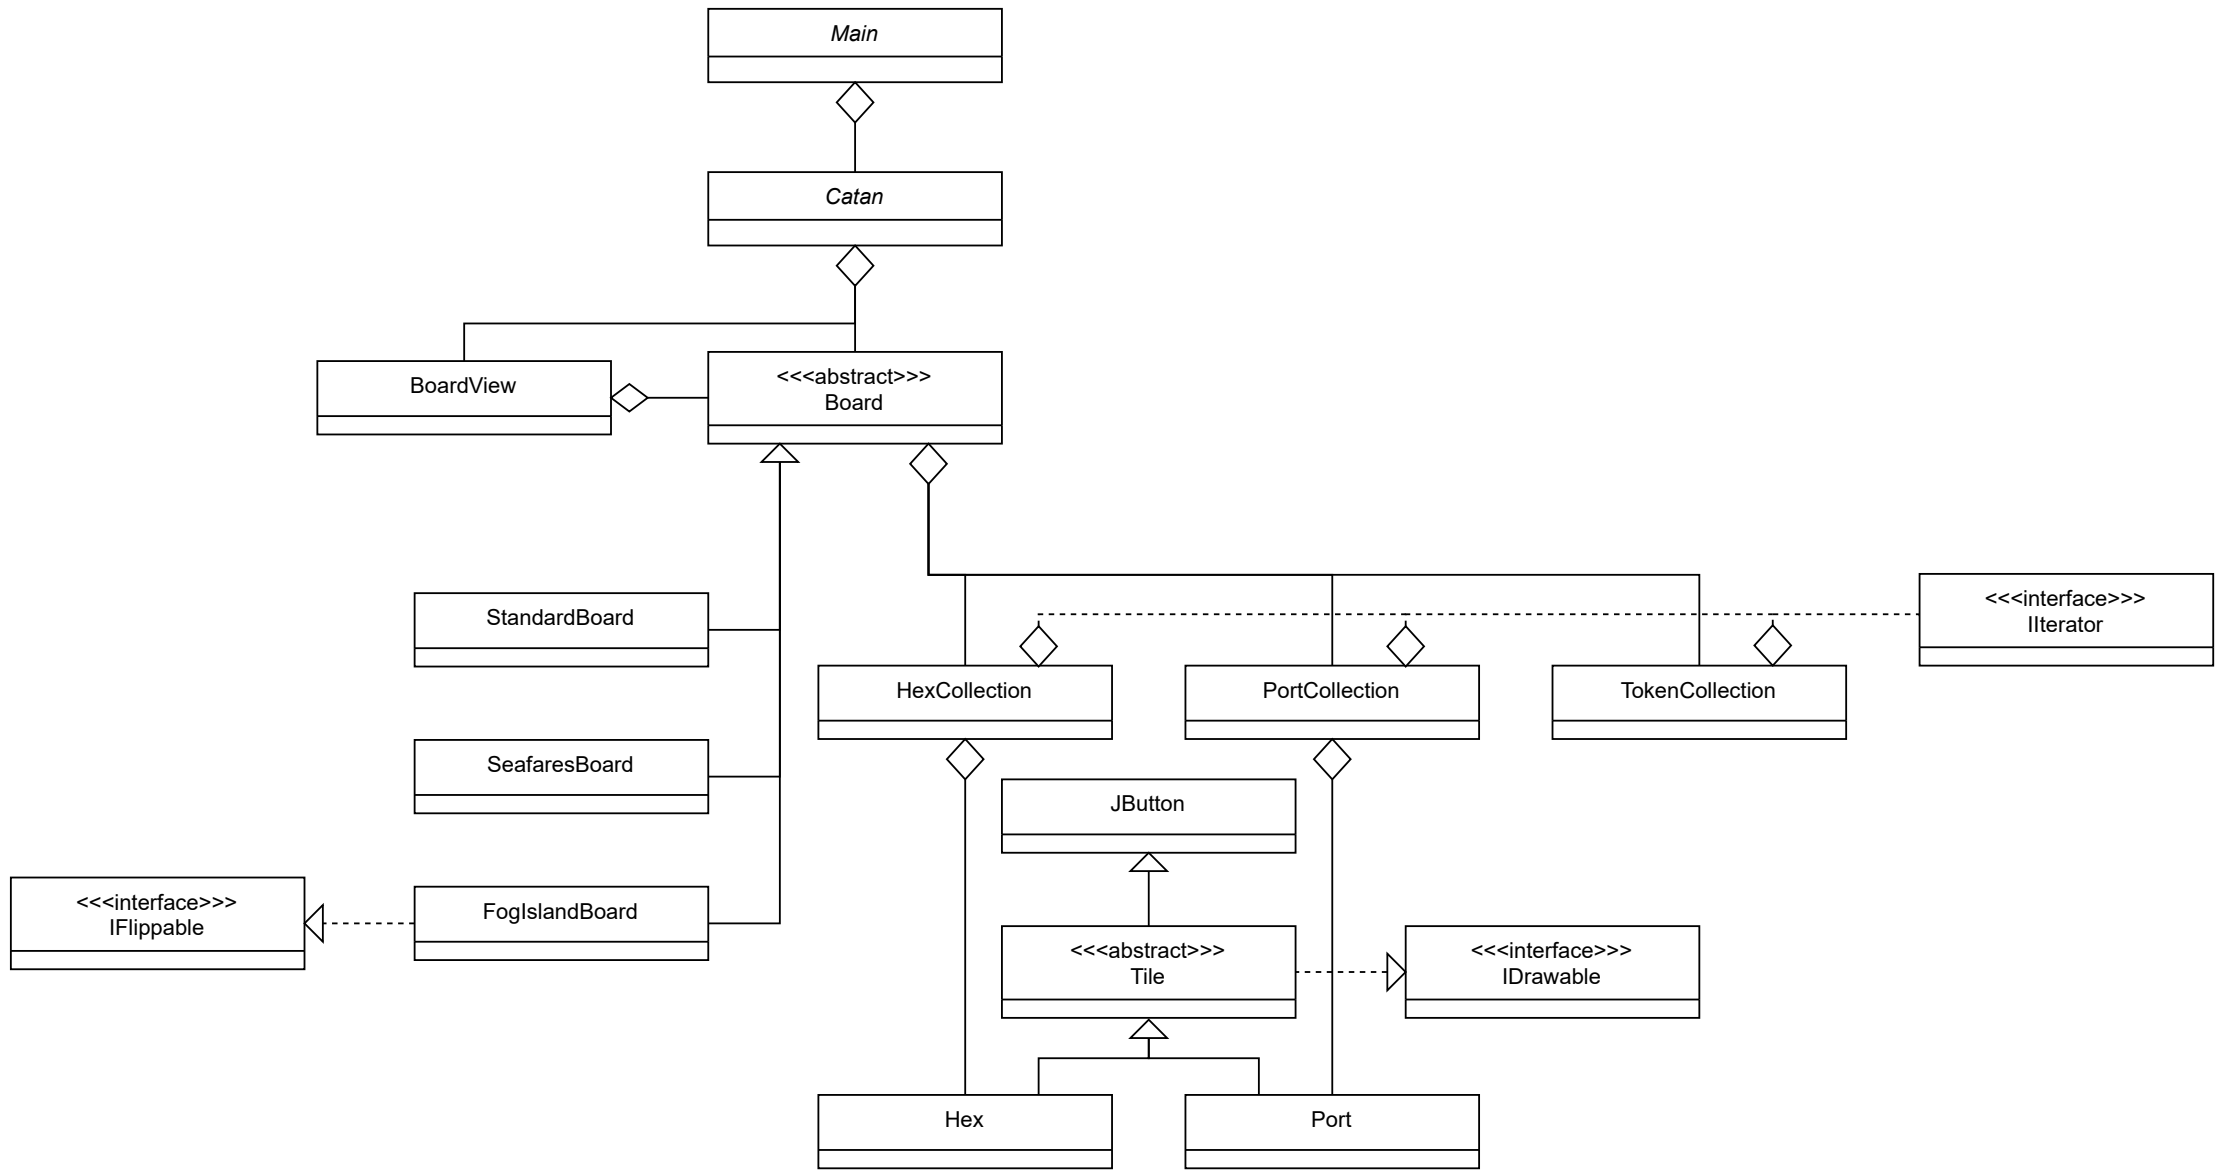 Main
Catan
BoardView
<<<abstract>>>
Board
StandardBoard
<<<interface>>>
IIterator
HexCollection
PortCollection
TokenCollection
SeafaresBoard
JButton
<<<interface>>>
IFlippable
FogIslandBoard
<<<abstract>>>
Tile
<<<interface>>>
IDrawable
Hex
Port